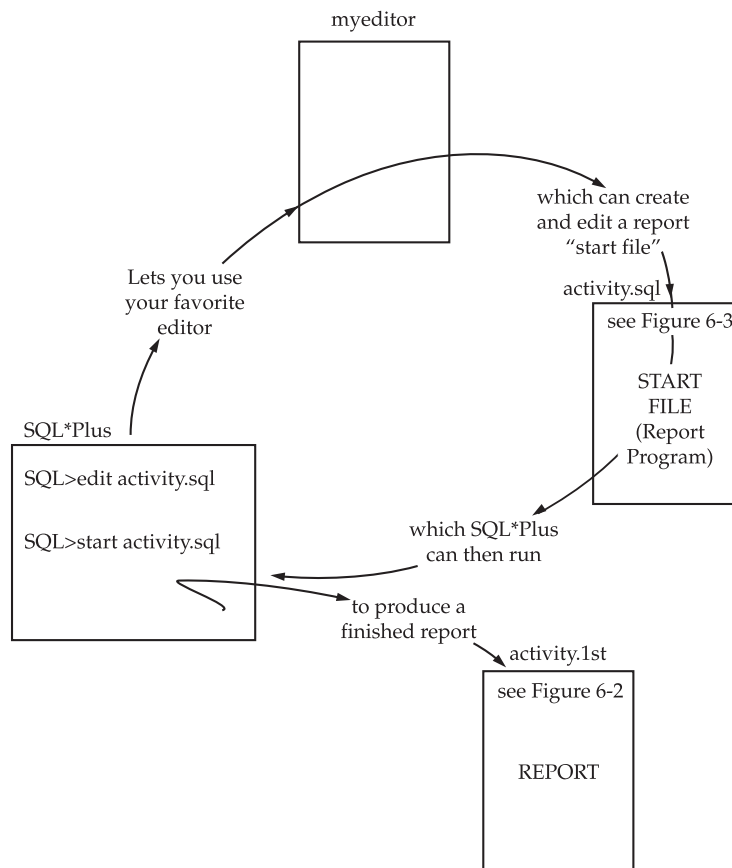 myeditor
which can create
and edit a report
“start file”
Lets you use
your favorite
editor
activity.sql
see Figure 6-3
START
FILE
(Report
Program)
SQL*Plus
SQL>edit activity.sql
SQL>start activity.sql
which SQL*Plus
can then run
to produce a
finished report
activity.1st
see Figure 6-2
REPORT